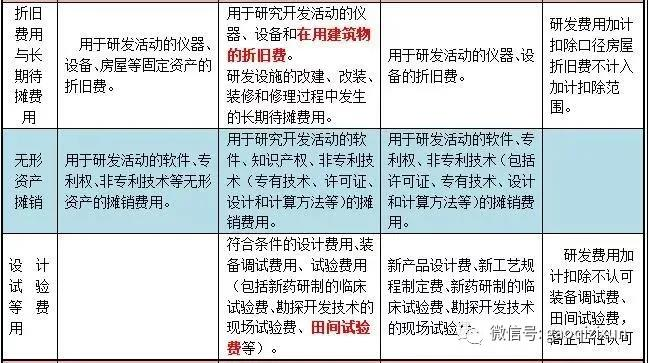 折旧
费用
与长
期待
摊费
用
用于研发活动的仪器、
设备、房屋等固定资产的
折旧费。
用于研究开发活动的仪
器、设备和在用建筑物
的折旧费。
研发设施的改建、改装、
装修和修理过程中发生
的长期待摊费用。
用于研发活动的仪器、设
备的折旧费。
研发费用加计
扣除口径房屋
折旧费不计入
加计扣除范
围。
无形
资产
摊销
用于研发活动的软件、专
利权、非专利技术等无形
资产的摊销费用。
用于研究开发活动的软
件、知识产权、非专利技
术（专有技术、许可证、
设计和计算方法等)的摊
销费用。
用于研发活动的软件、专
利权、非专利技术（包括
许可证、专有技术、设计
和计算方法等）的摊销费
用。
设计
试验
等费
用
符合条件的设计费用、装
备调试费用、试验费用
（包括新药研制的临床
试验费、勘探开发技术的
现场试验费、田间试验
费等）。
新产品设计费、新工艺规
程制定费、新药研制的临
床试验费、勘探开发技术
的现场试验
研发费用加计
扣除不认可
装备调试费、
田间试验费，
微信号: